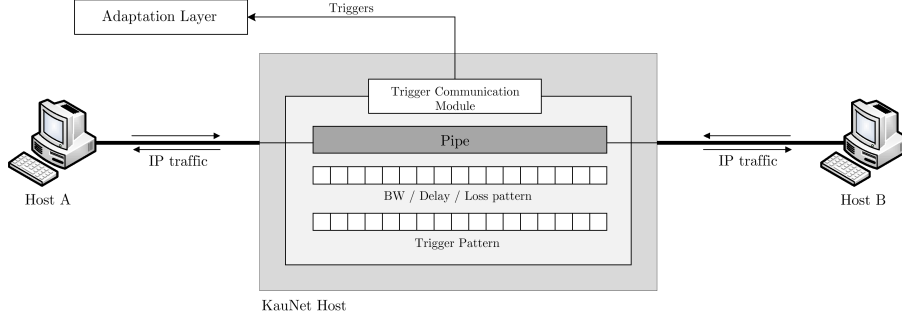 Adaptation Layer
Triggers
Trigger Communication
Module
Pipe
IP traffic
IP traffic
BW / Delay / Loss pattern
Host A
Host B
Trigger Pattern
KauNet Host